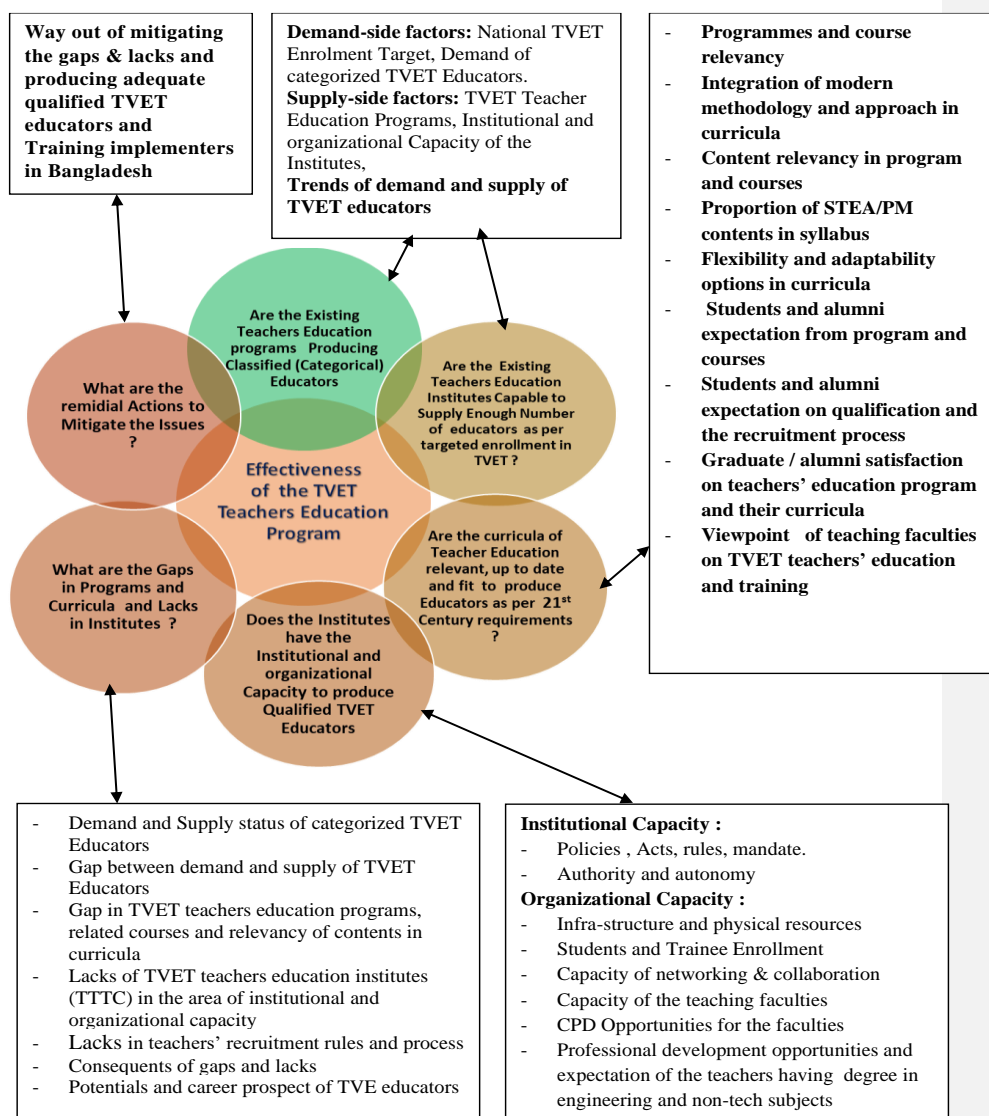 Way out of mitigating
the gaps & lacks and
producing adequate
qualified TVET
educators and
Training implementers
in Bangladesh
Demand-side factors: National TVET
Enrolment Target, Demand of
categorized TVET Educators.
Supply-side factors: TVET Teacher
Education Programs, Institutional and
organizational Capacity of the
Institutes,
Trends of demand and supply of
TVET educators
- Programmes and course
relevancy
- Integration of modern
methodology and approach in
curricula
- Content relevancy in program
and courses
- Proportion of STEA/PM
contents in syllabus
- Flexibility and adaptability
options in curricula
- Students and alumni
expectation from program and
courses
- Students and alumni
expectation on qualification and
the recruitment process
- Graduate / alumni satisfaction
on teachers' education program
and their curricula
- Viewpoint of teaching faculties
on TVET teachers' education
and training
Are the Existing
Teachers Education
programs Producing
Classified (Categorical)
Educators
What are the
remidial Actions to
Mitigate the Issues
?
Are the Existing
Teachers Education
Institutes Capable to
Supply Enough Number
of educators as per
targeted enrollment in
TVET ?
Effectiveness
of the TVET
Teachers Education
Program
What are the Gaps
in Programs and
Curricula and Lacks
in Institutes ?
Are the curricula of
Teacher Education
relevant, up to date
and fit to produce
Educators as per 21st
Century requirements
?
Does the Institutes
have the
Institutional and
organizational
Capacity to produce
Qualified TVET
Educators
- Demand and Supply status of categorized TVET
Educators
- Gap between demand and supply of TVET
Educators
- Gap in TVET teachers education programs,
related courses and relevancy of contents in
curricula
- Lacks of TVET teachers education institutes
(TTTC) in the area of institutional and
organizational capacity
- Lacks in teachers' recruitment rules and process
- Consequents of gaps and lacks
- Potentials and career prospect of TVE educators
Institutional Capacity :
- Policies , Acts, rules, mandate.
- Authority and autonomy
Organizational Capacity :
- Infra-structure and physical resources
- Students and Trainee Enrollment
- Capacity of networking & collaboration
- Capacity of the teaching faculties
- CPD Opportunities for the faculties
- Professional development opportunities and
expectation of the teachers having degree in
engineering and non-tech subjects